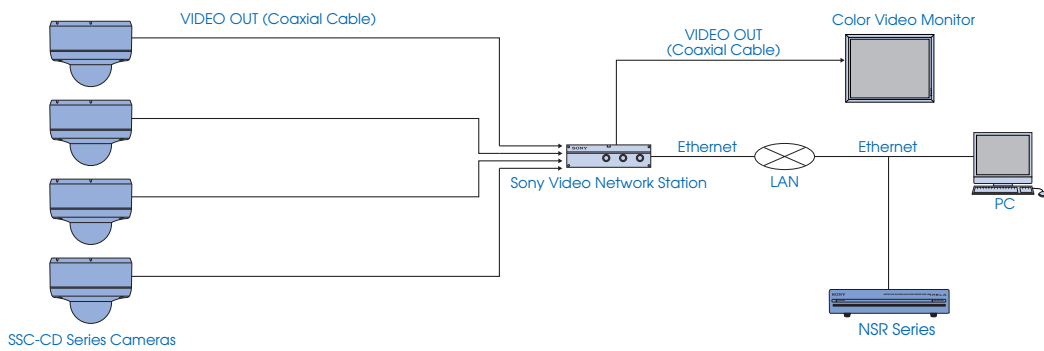 VIDEO OUT (Coaxial Cable)
Color Video Monitor
VIDEO OUT
(Coaxial Cable)
SONY
Ethernet
Ethernet
Sony Video Network Station
LAN
PC
SONY
NSR Series
SSC-CD Series Cameras